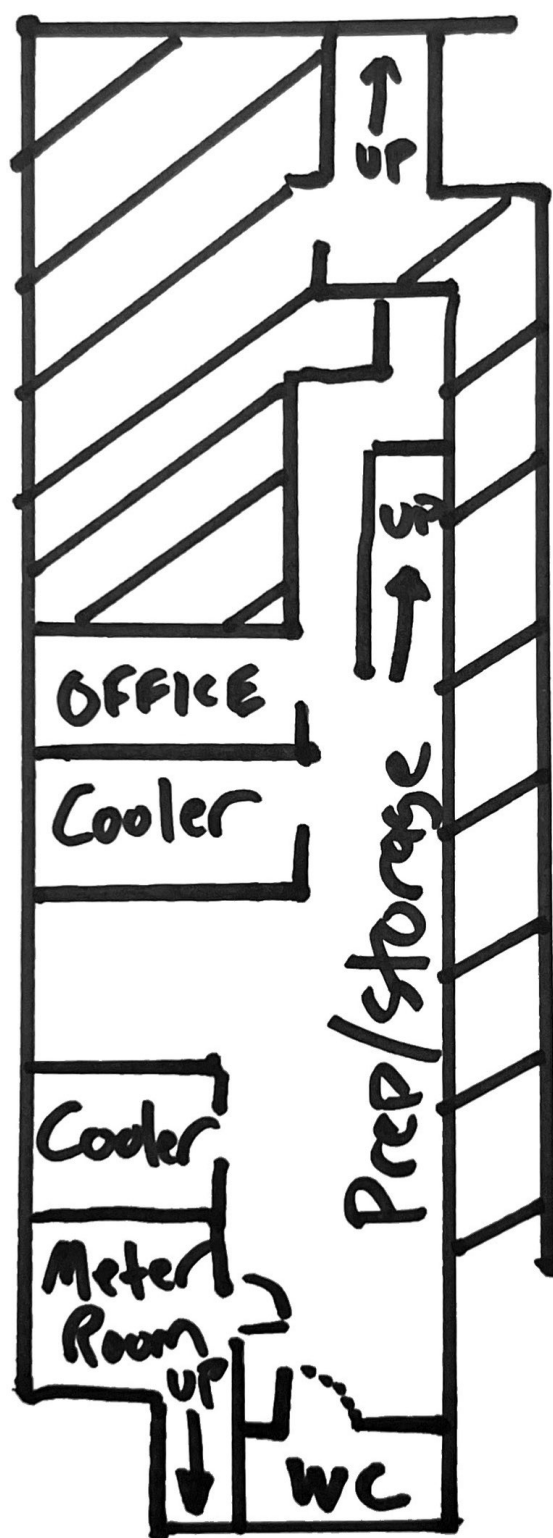 UP
UP
OFFICE
Cooler
Prep/storage
Cooler
Meter
Room
UP
WC